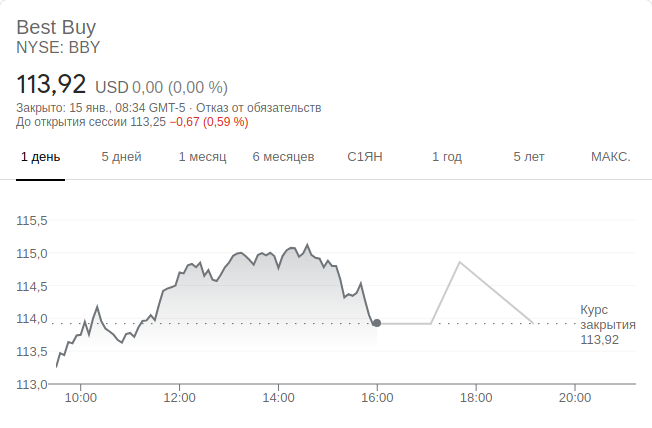 Best Buy
NYSE: BBY
113,92 USD 0,00 (0,00 %)
Закрыто: 15 янв., 08:34 GMT-5 · Отказ от обязательств
До открытия сессии 113,25 −0,67 (0,59 %)
1 день 5 дней 1 месяц 6 месяцев С1ЯН 1 год 5 лет МАКС.
115,5
115,0
114,5
114,0
113,5
113,0
Курс
закрытия
113,92
10:00 12:00 14:00 16:00 18:00 20:00